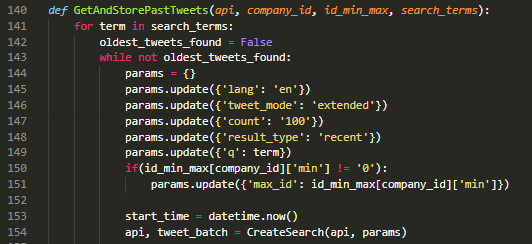 140 def GetAndStorePastTweets(api, company_id, id_min_max, search_terms):
141     for term in search_terms:
142         oldest_tweets_found = False
143         while not oldest_tweets_found:
144             params = {}
145             params.update({'lang': 'en'})
146             params.update({'tweet_mode': 'extended'})
147             params.update({'count': '100'})
148             params.update({'result_type': 'recent'})
149             params.update({'q': term})
150             if(id_min_max[company_id]['min'] != '0'):
151                 params.update({'max_id': id_min_max[company_id]['min']})
152
153             start_time = datetime.now()
154             api, tweet_batch = CreateSearch(api, params)